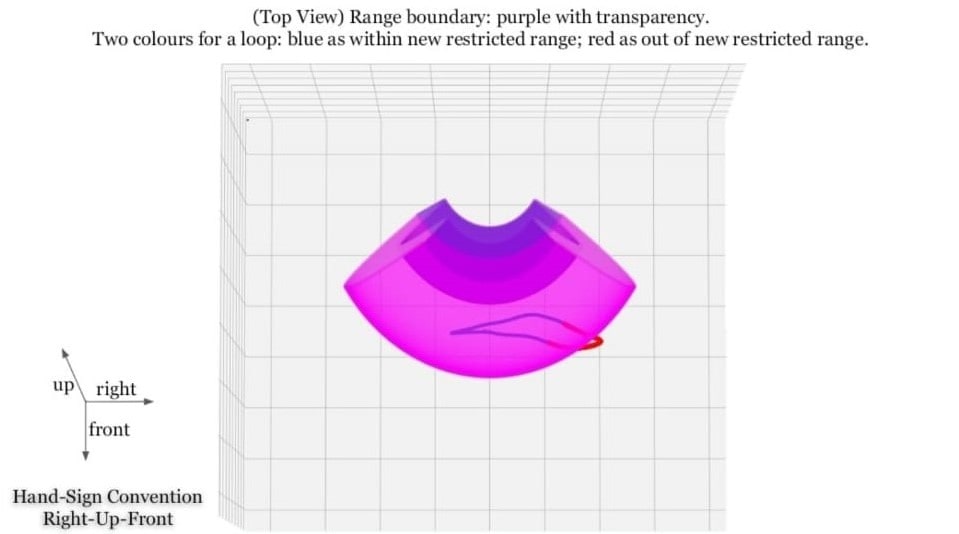 (Top View) Range boundary: purple with transparency.
Two colours for a loop: blue as within new restricted range; red as out of new restricted range.
up right
front
Hand-Sign Convention
Right-Up-Front